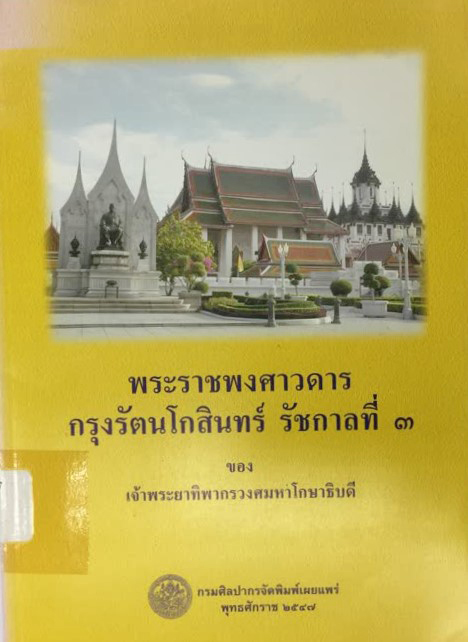 พระราชพงศาวดาร
กรุงรัตนโกสินทร์ รัชกาลที่ ๓
ของ
เจ้าพระยาทิพากรวงศมหาโกษาธิบดี
กรมศิลปากรจัดพิมพ์เผยแพร่
พุทธศักราช ๒๕๔๗